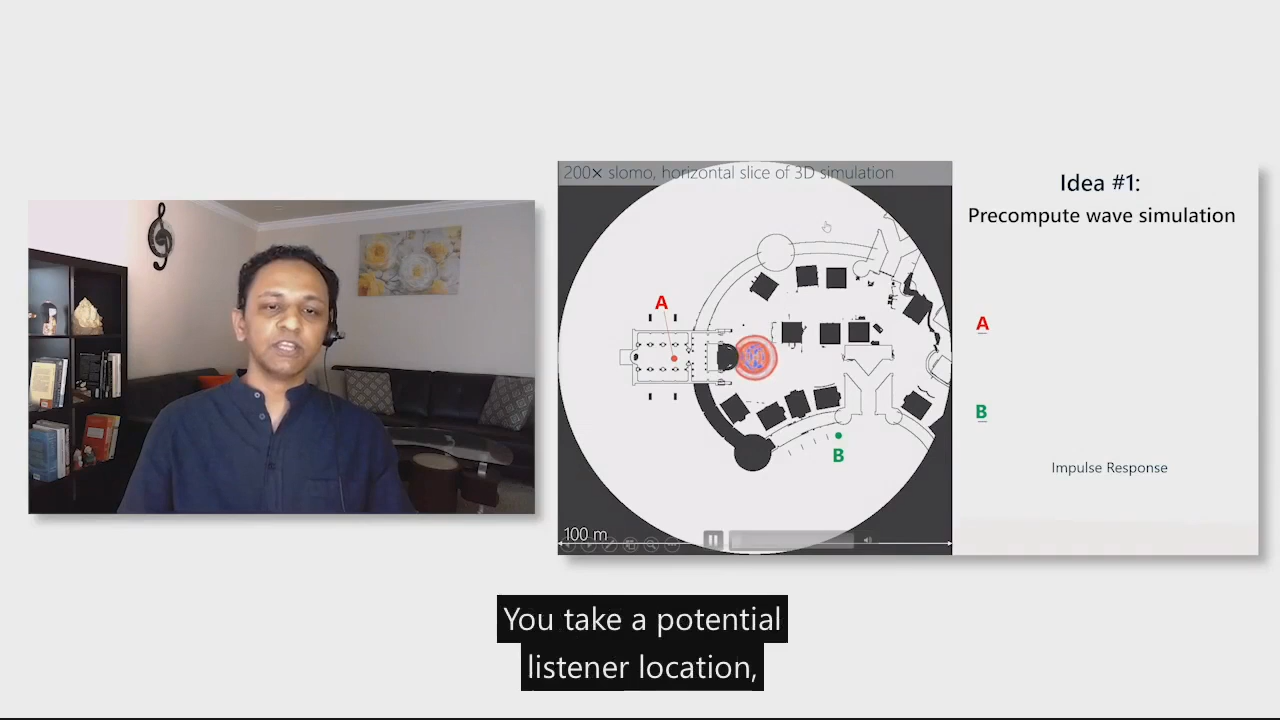 200× slomo, horizontal slice of 3D simulation
A
B
100 m
Idea #1:
Precompute wave simulation
A
B
Impulse Response
You take a potential
listener location,